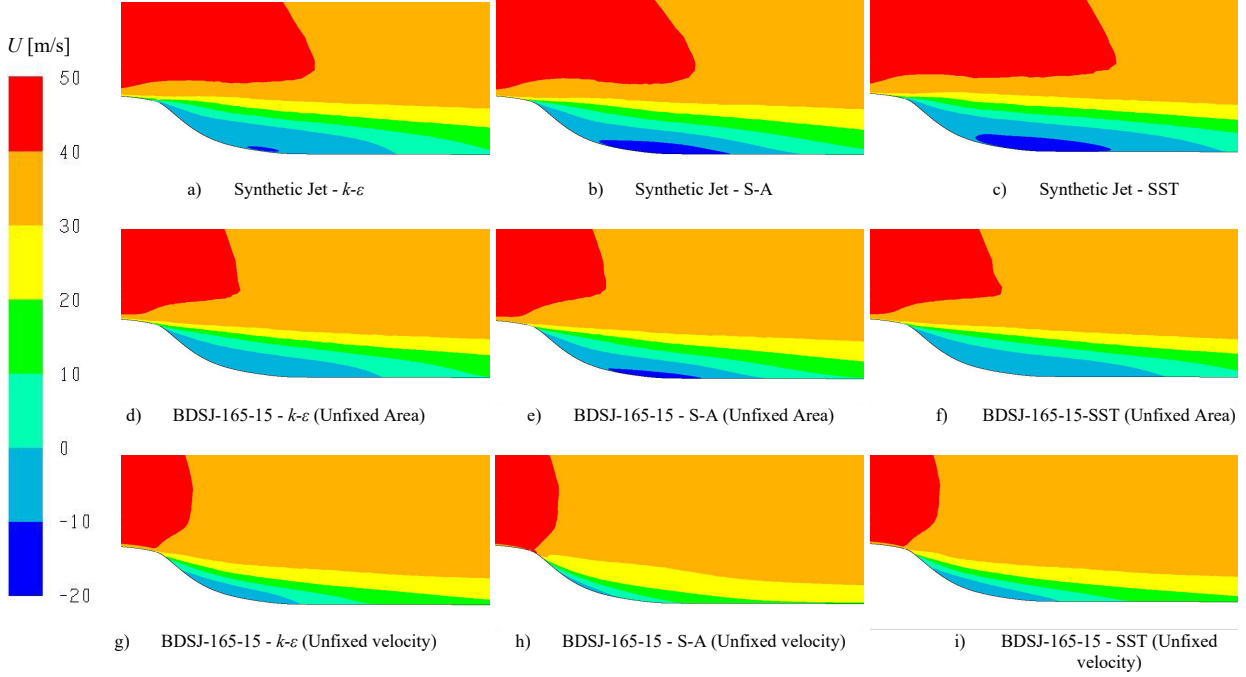 U [m/s]
50
40
30
20
10
0
-10
-20
a) Synthetic Jet - k-ε
b) Synthetic Jet - S-A
c) Synthetic Jet - SST
d) BDSJ-165-15 - k-ε (Unfixed Area)
e) BDSJ-165-15 - S-A (Unfixed Area)
f) BDSJ-165-15-SST (Unfixed Area)
g) BDSJ-165-15 - k-ε (Unfixed velocity)
h) BDSJ-165-15 - S-A (Unfixed velocity)
i) BDSJ-165-15 - SST (Unfixed
velocity)